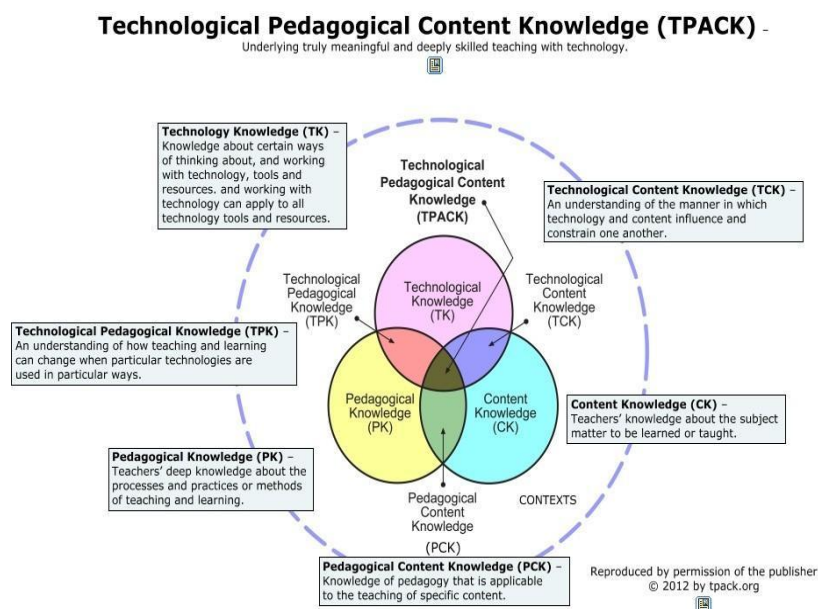 Technological Pedagogical Content Knowledge (TPACK) –
Underlying truly meaningful and deeply skilled teaching with technology.
Technology Knowledge (TK) –
Knowledge about certain ways
of thinking about, and working
with technology, tools and
resources. and working with
technology can apply to all
technology tools and resources.
Technological
Pedagogical Content
Knowledge
(TPACK)
Technological Content Knowledge (TCK) –
An understanding of the manner in which
technology and content influence and
constrain one another.
Technological
Pedagogical
Knowledge
(TPK)
Technological
Knowledge
(TK)
Technological
Content
Knowledge
(TCK)
Technological Pedagogical Knowledge (TPK) –
An understanding of how teaching and learning
can change when particular technologies are
used in particular ways.
Pedagogical
Knowledge
(PK)
Content
Knowledge
(CK)
Content Knowledge (CK) –
Teachers' knowledge about the subject
matter to be learned or taught.
Pedagogical Knowledge (PK) –
Teachers' deep knowledge about the
processes and practices or methods
of teaching and learning.
Pedagogical
Content
Knowledge
(PCK)
CONTEXTS
Pedagogical Content Knowledge (PCK) –
Knowledge of pedagogy that is applicable
to the teaching of specific content.
Reproduced by permission of the publisher
© 2012 by tpack.org